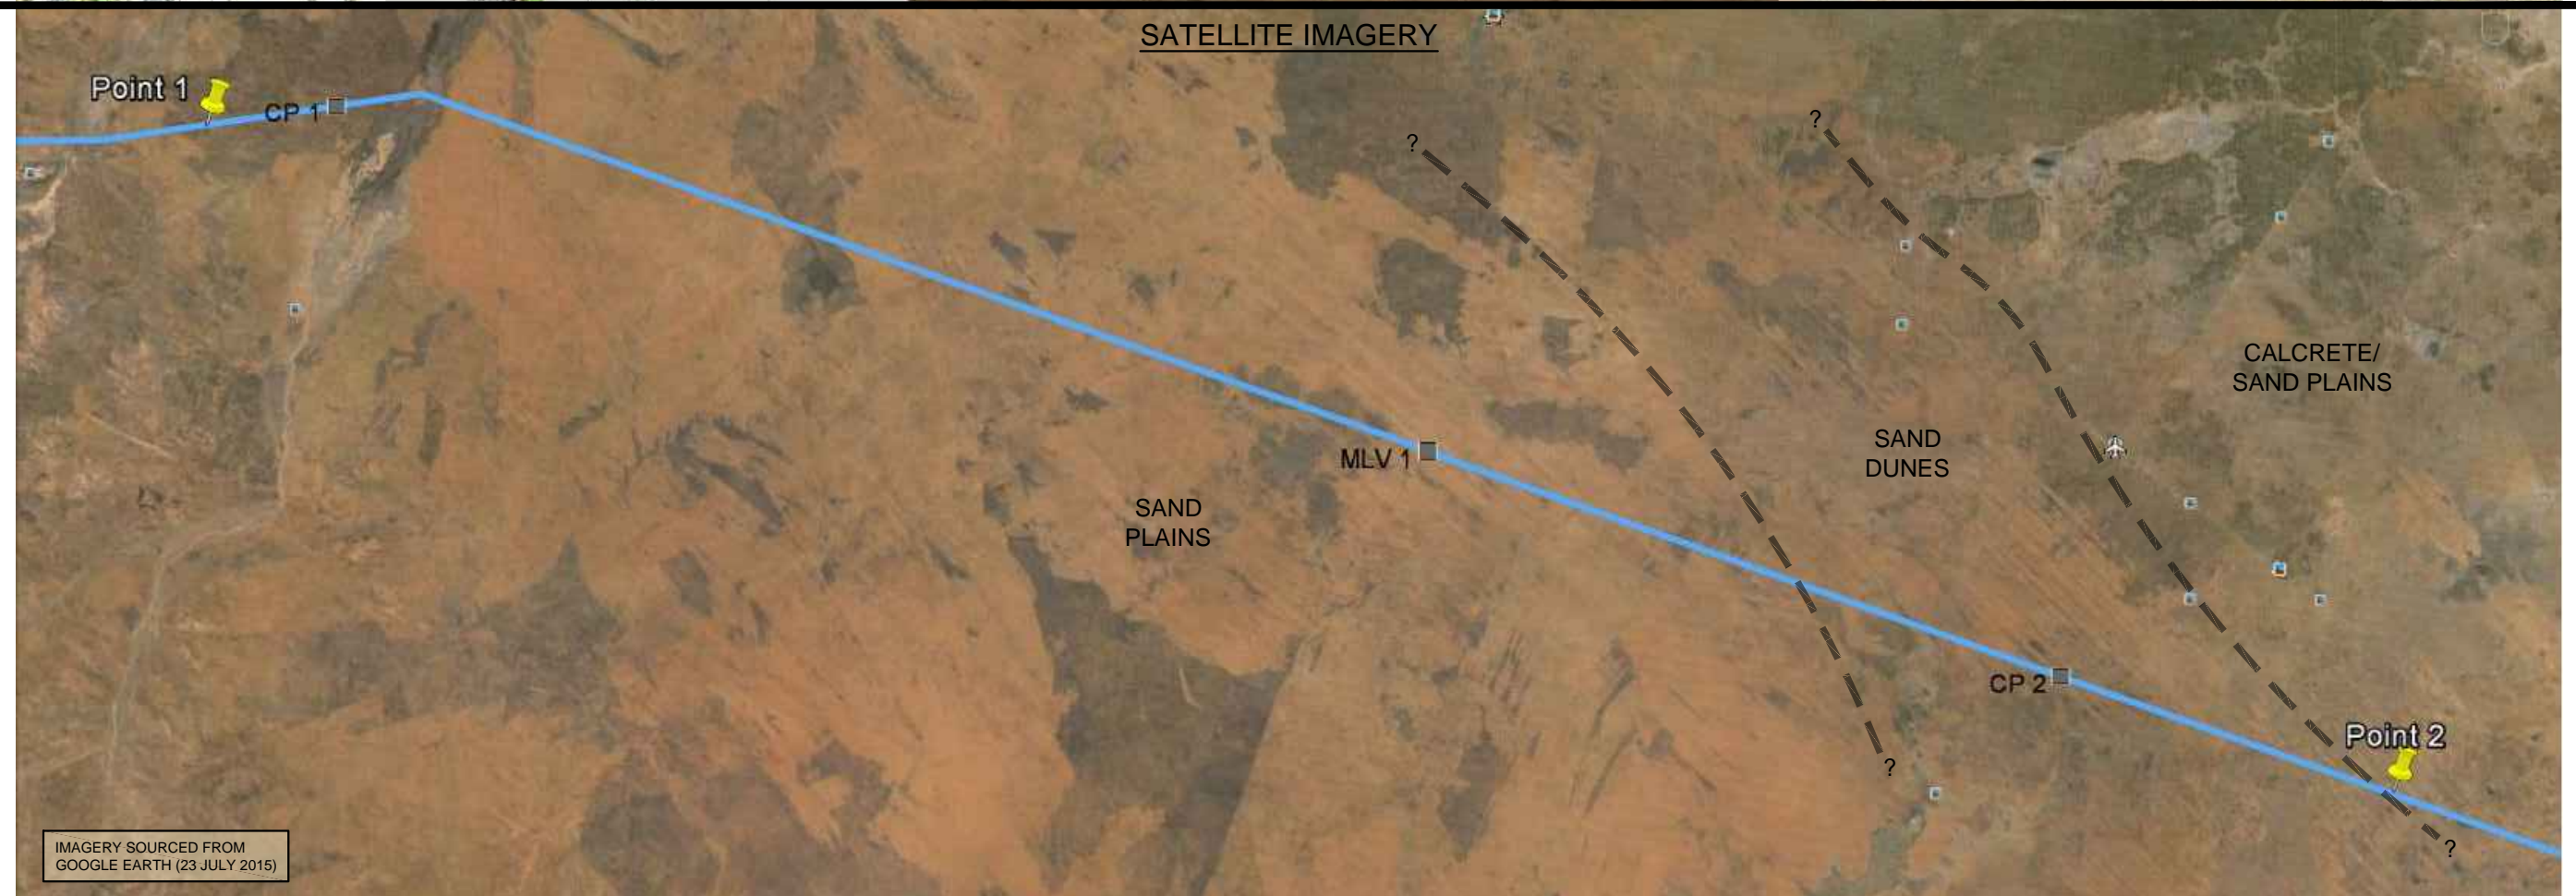 SATELLITE IMAGERY
Point 1
CP 1
?
?
CALCRETE/
SAND PLAINS
SAND
DUNES
MLV 1
SAND
PLAINS
CP 2
Point 2
?
?
IMAGERY SOURCED FROM
GOOGLE EARTH (23 JULY 2015)